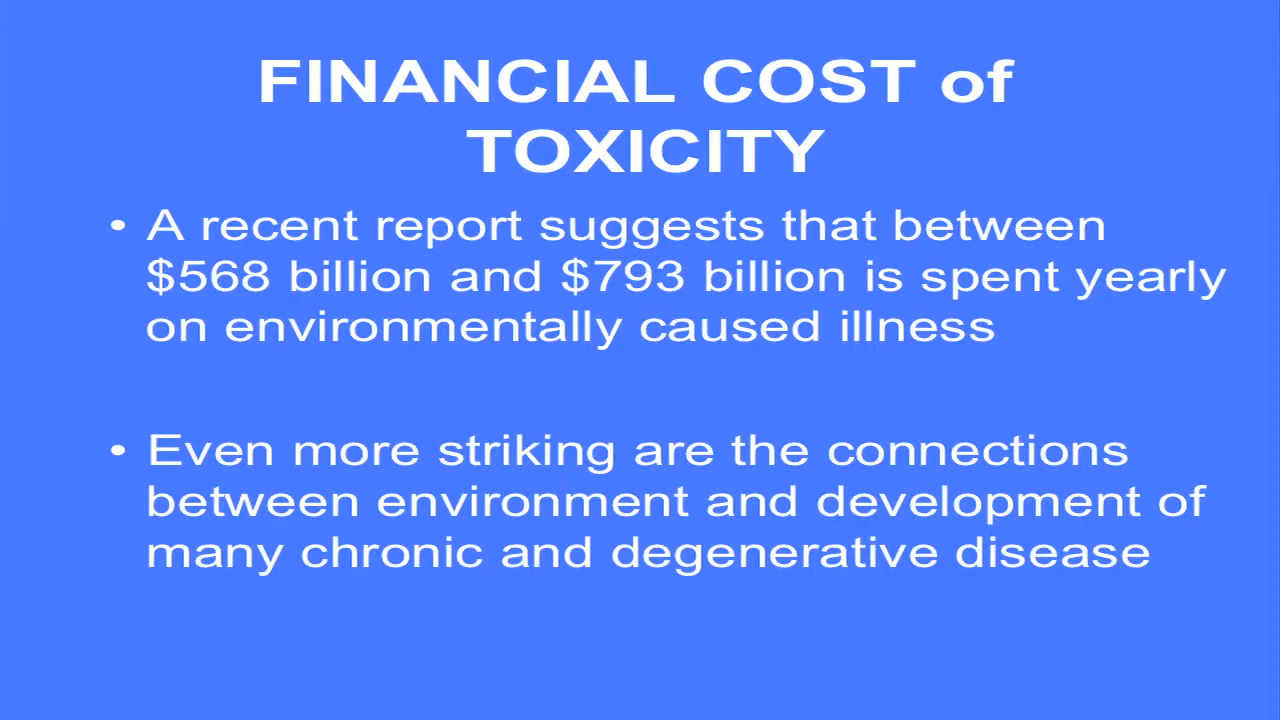 FINANCIAL COST of
TOXICITY
• A recent report suggests that between
$568 billion and $793 billion is spent yearly
on environmentally caused illness
• Even more striking are the connections
between environment and development of
many chronic and degenerative disease